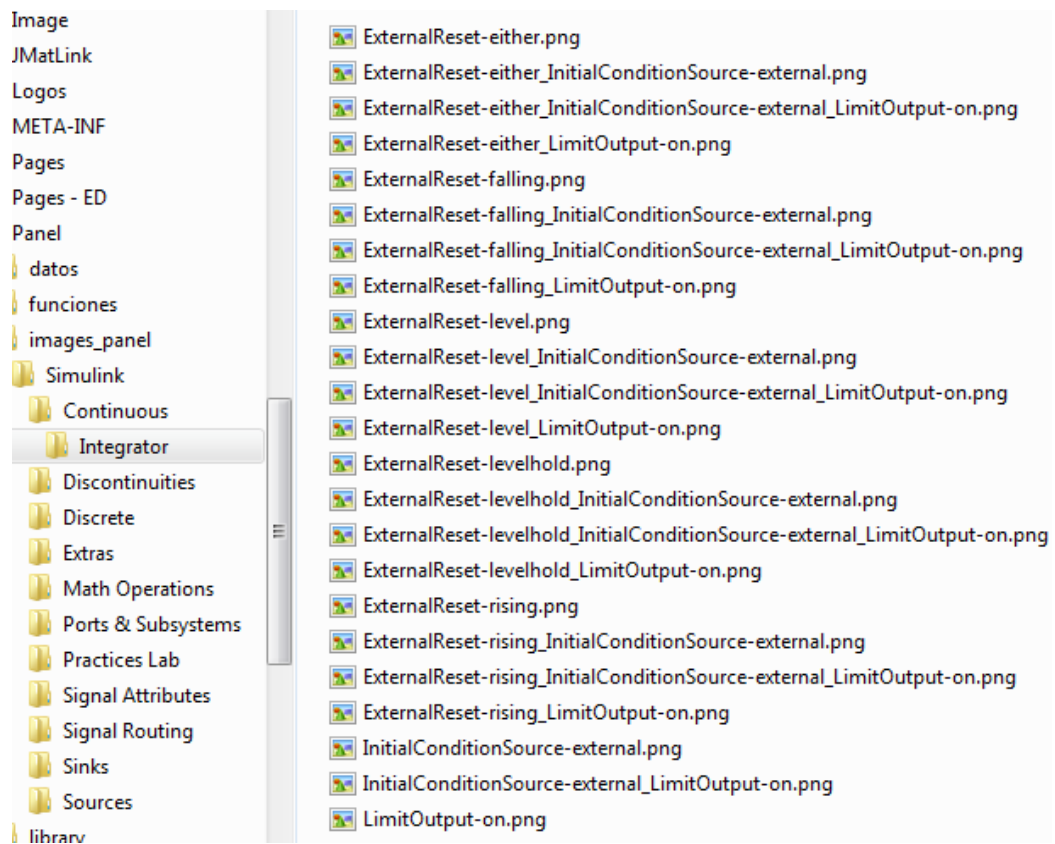 Image
JMatLink
Logos
META-INF
Pages
Pages - ED
Panel
datos
funciones
images_panel
Simulink
Continuous
Integrator
Discontinuities
Discrete
Extras
Math Operations
Ports & Subsystems
Practices Lab
Signal Attributes
Signal Routing
Sinks
Sources
library
ExternalReset-either.png
ExternalReset-either_InitialConditionSource-external.png
ExternalReset-either_InitialConditionSource-external_LimitOutput-on.png
ExternalReset-either_LimitOutput-on.png
ExternalReset-falling.png
ExternalReset-falling_InitialConditionSource-external.png
ExternalReset-falling_InitialConditionSource-external_LimitOutput-on.png
ExternalReset-falling_LimitOutput-on.png
ExternalReset-level.png
ExternalReset-level_InitialConditionSource-external.png
ExternalReset-level_InitialConditionSource-external_LimitOutput-on.png
ExternalReset-level_LimitOutput-on.png
ExternalReset-levelhold.png
ExternalReset-levelhold_InitialConditionSource-external.png
ExternalReset-levelhold_InitialConditionSource-external_LimitOutput-on.png
ExternalReset-levelhold_LimitOutput-on.png
ExternalReset-rising.png
ExternalReset-rising_InitialConditionSource-external.png
ExternalReset-rising_InitialConditionSource-external_LimitOutput-on.png
ExternalReset-rising_LimitOutput-on.png
InitialConditionSource-external.png
InitialConditionSource-external_LimitOutput-on.png
LimitOutput-on.png